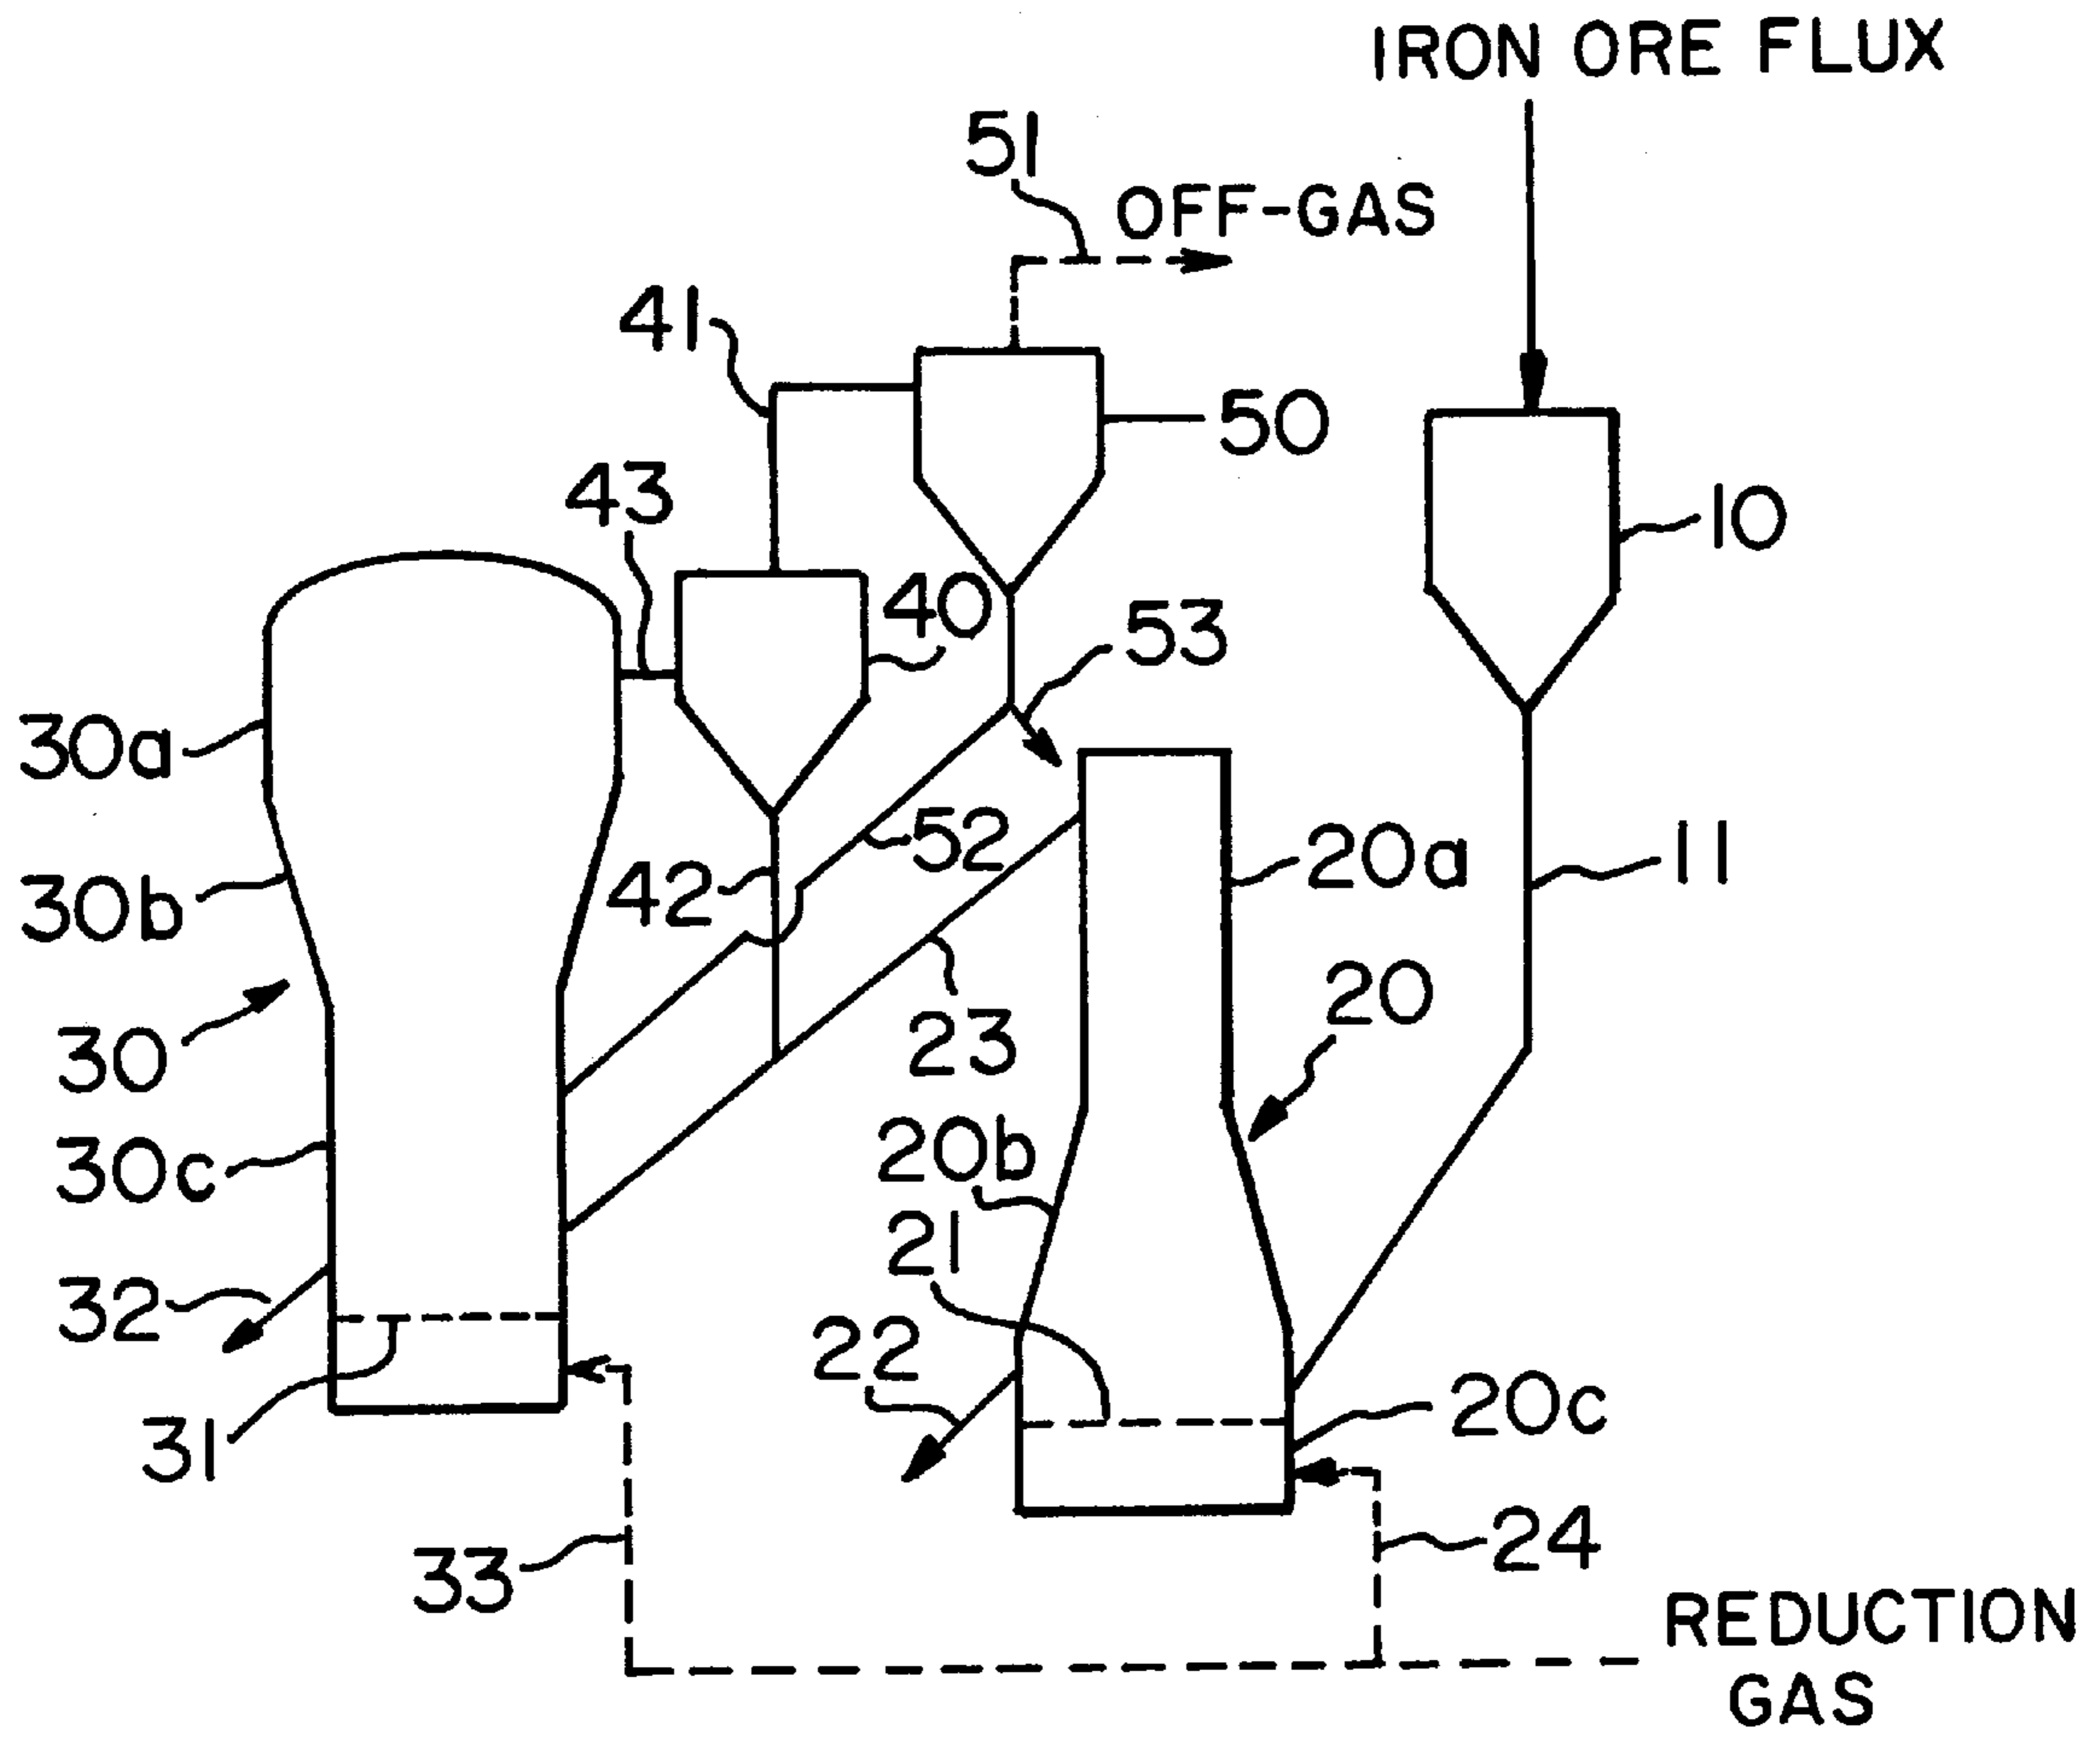 IRON ORE FLUX
51
OFF-GAS
41
50
43
10
40
53
30a
52
20a
11
30b
42
20
23
30
20b
30c
21
32
22
20c
31
24
33
REDUCTION
GAS